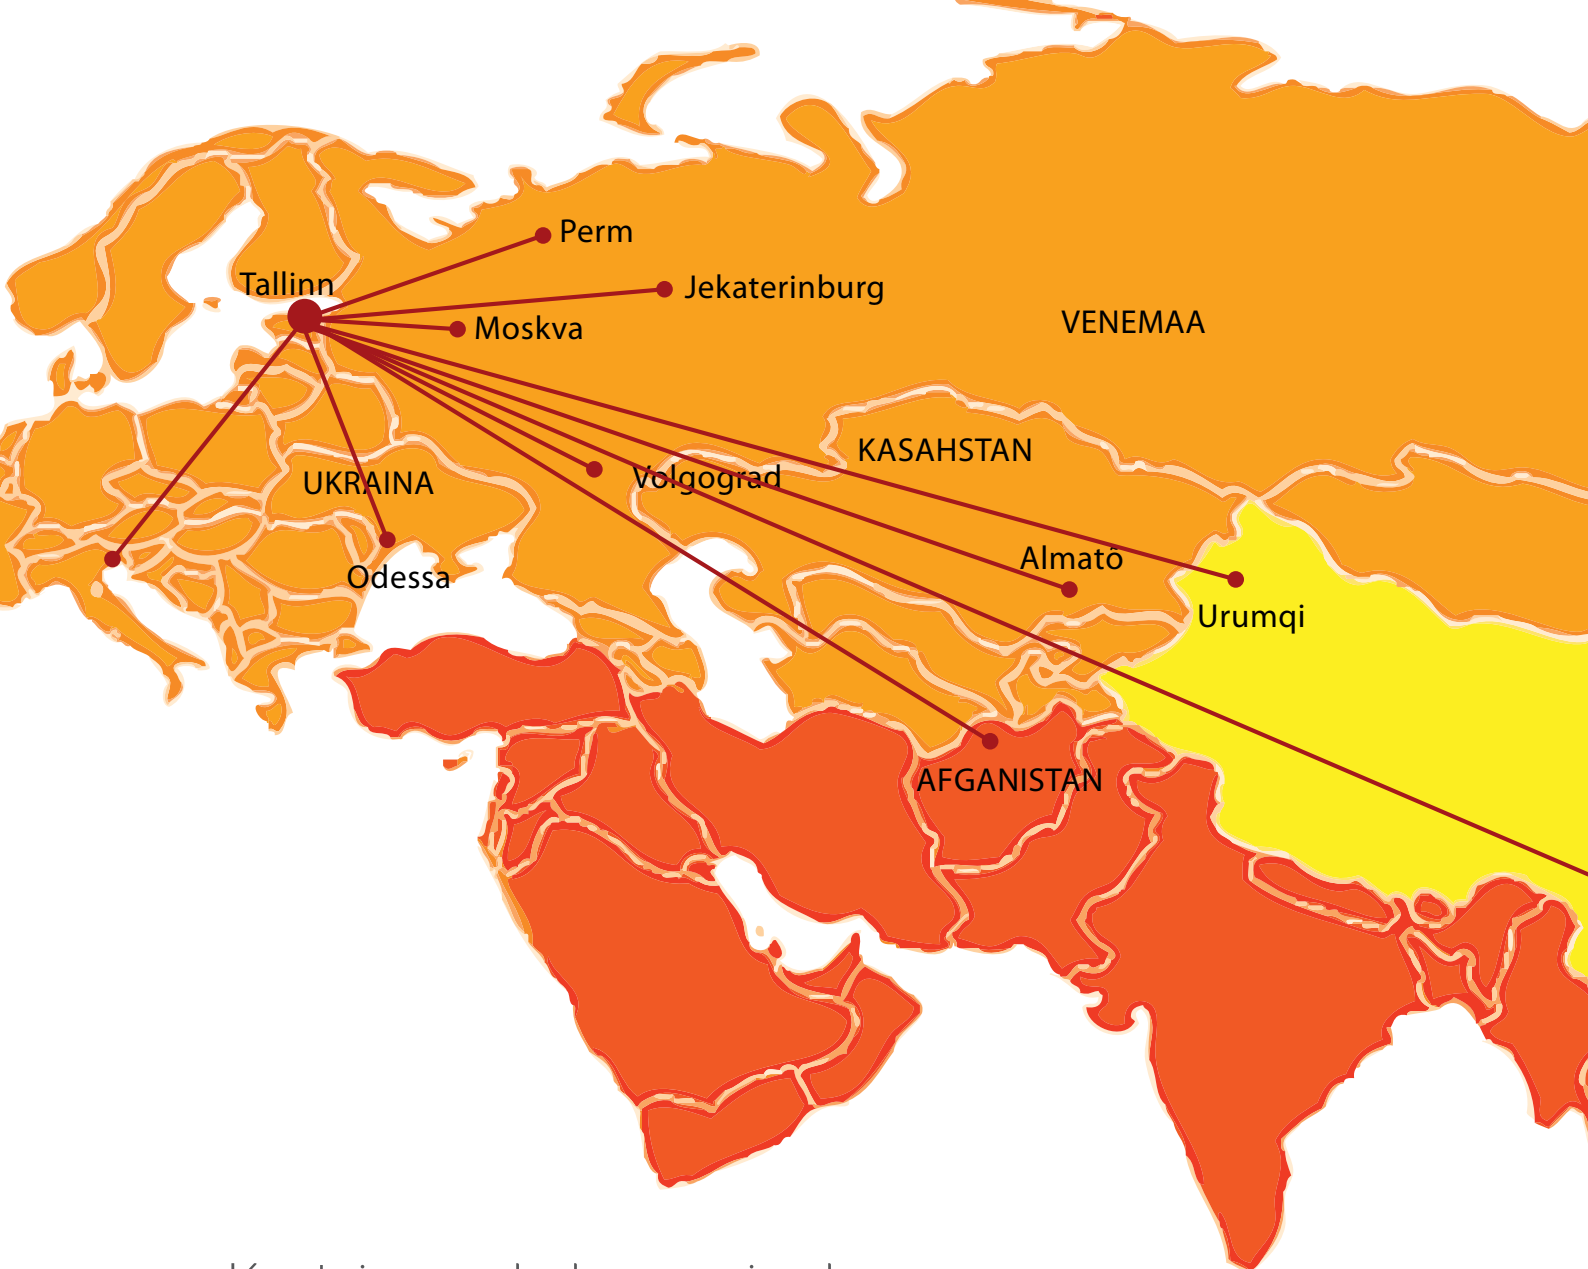 Perm
Tallinn
Jekaterinburg
Moskva
VENEMAA
KASAHSTAN
UKRAINA
Volgograd
Almatõ
Odessa
Urumqi
AFGANISTAN